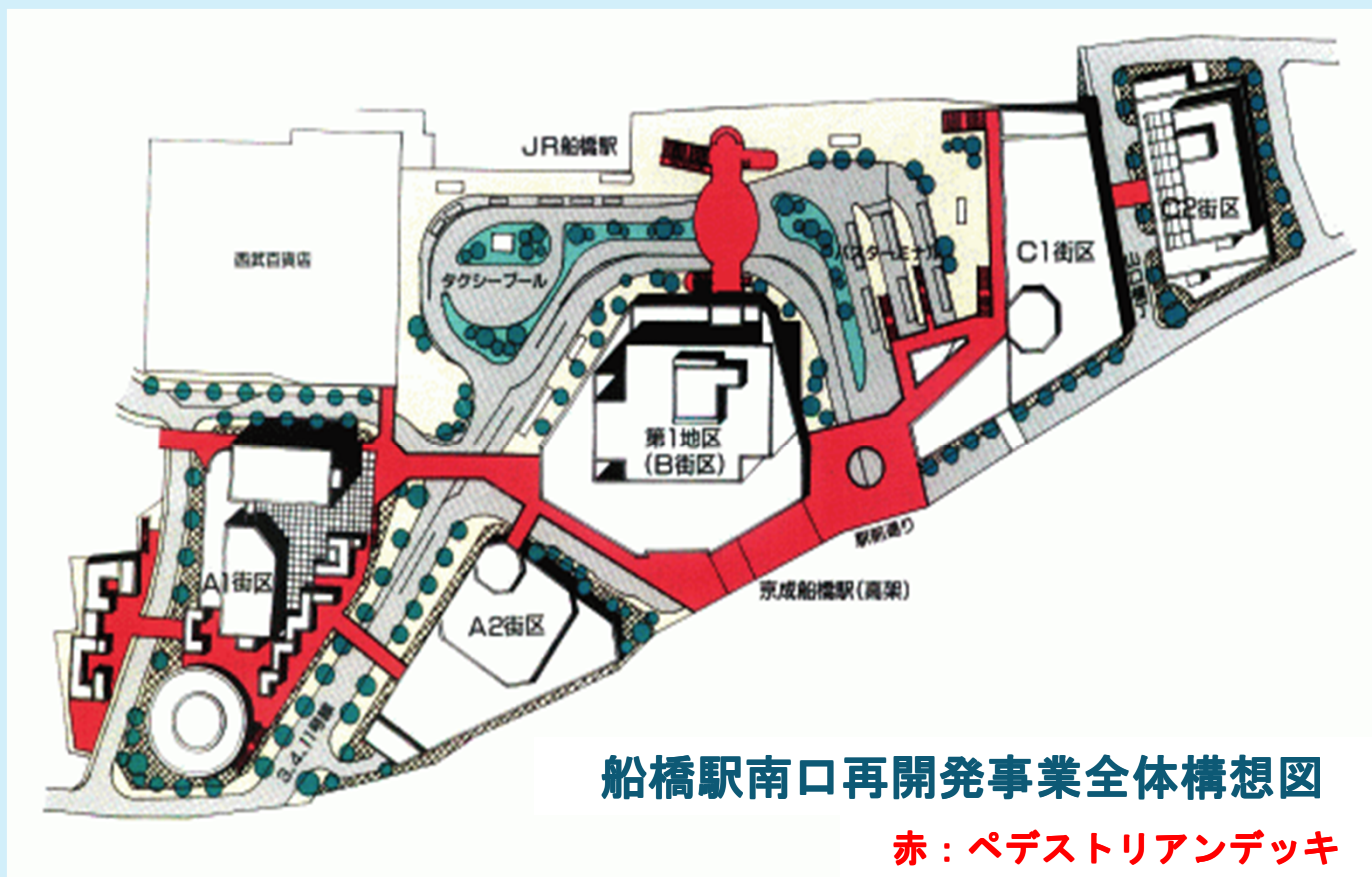 JR船橋駅
西武百貨店
タクシープール
バスターミナル
C1街区
C2街区
第1地区
(B街区)
駅前通り
京成船橋駅(高架)
A1街区
A2街区
3.4.11号線
船橋駅南口再開発事業全体構想図
赤:ペデストリアンデッキ